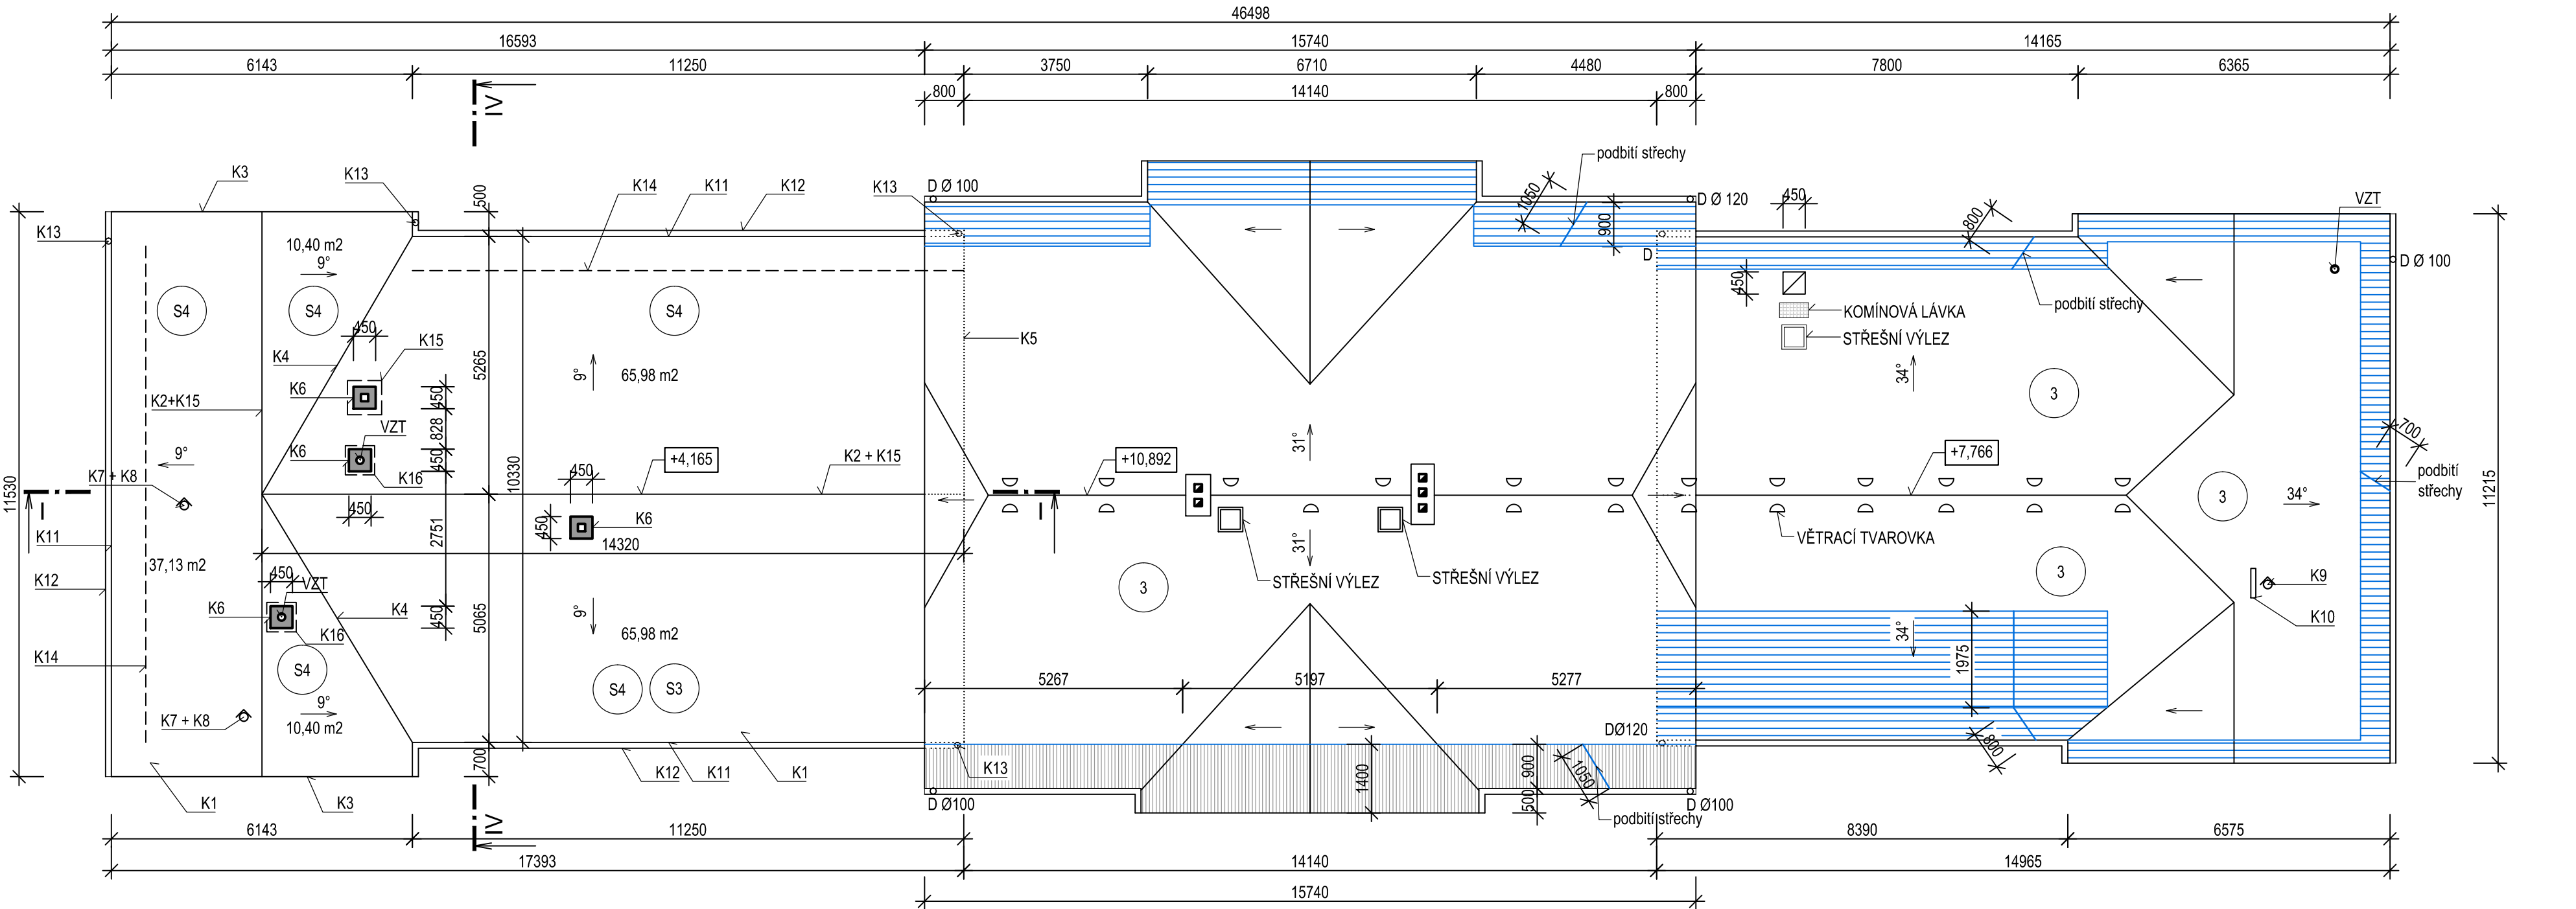 46498
16593
15740
14165
6143
11250
3750
6710
4480
7800
6365
800
14140
800
IV
K3
K13
500
K14
K11
K12
K13
D Ø 100
podbití střechy
1050
900
D Ø 120
450
800
VZT
K13
10,40 m2
9°
D
D Ø 100
S4
S4
S4
450
podbití střechy
450
KOMÍNOVÁ LÁVKA
K5
STŘEŠNÍ VÝLEZ
K15
K4
5265
9°
65,98 m2
34°
K6
450
3
K2+K15
828
VZT
700
9°
K6
450
10330
+4,165
K2 + K15
+10,892
31°
+7,766
podbití
střechy
K7 + K8
K16
450
34°
3
11530
I
450
I
11215
450
K6
2751
K11
14320
31°
VĚTRACÍ TVAROVKA
37,13 m2
450
VZT
STŘEŠNÍ VÝLEZ
STŘEŠNÍ VÝLEZ
3
3
K9
K12
K6
K4
450
5065
9°
K10
K16
65,98 m2
34°
1975
K14
S4
S4
S3
5267
5197
5277
9°
K7 + K8
10,40 m2
DØ120
700
K12
K11
K1
K13
1400
900
1050
800
K1
K3
D Ø100
500
D Ø100
podbití střechy
IV
6143
11250
8390
6575
17393
14140
14965
15740